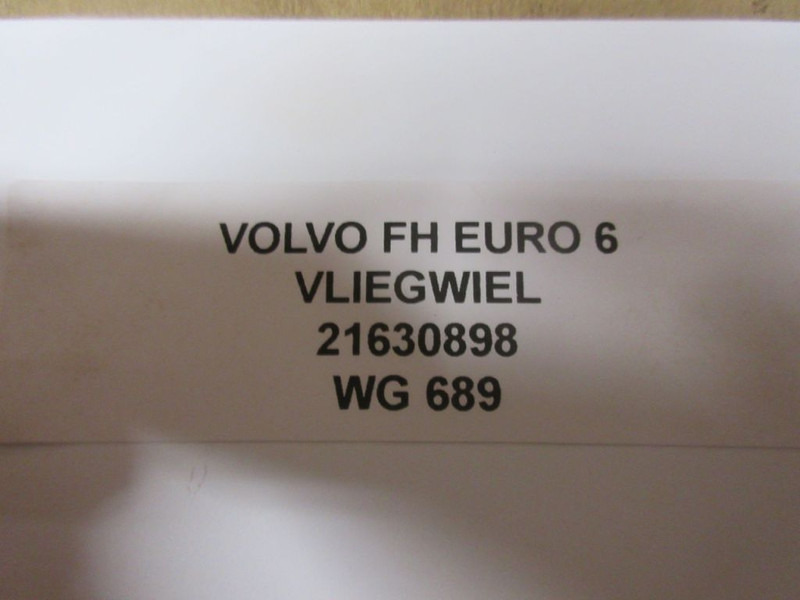 VOLVO FH EURO 6
VLIEGWIEL
21630898
WG 689